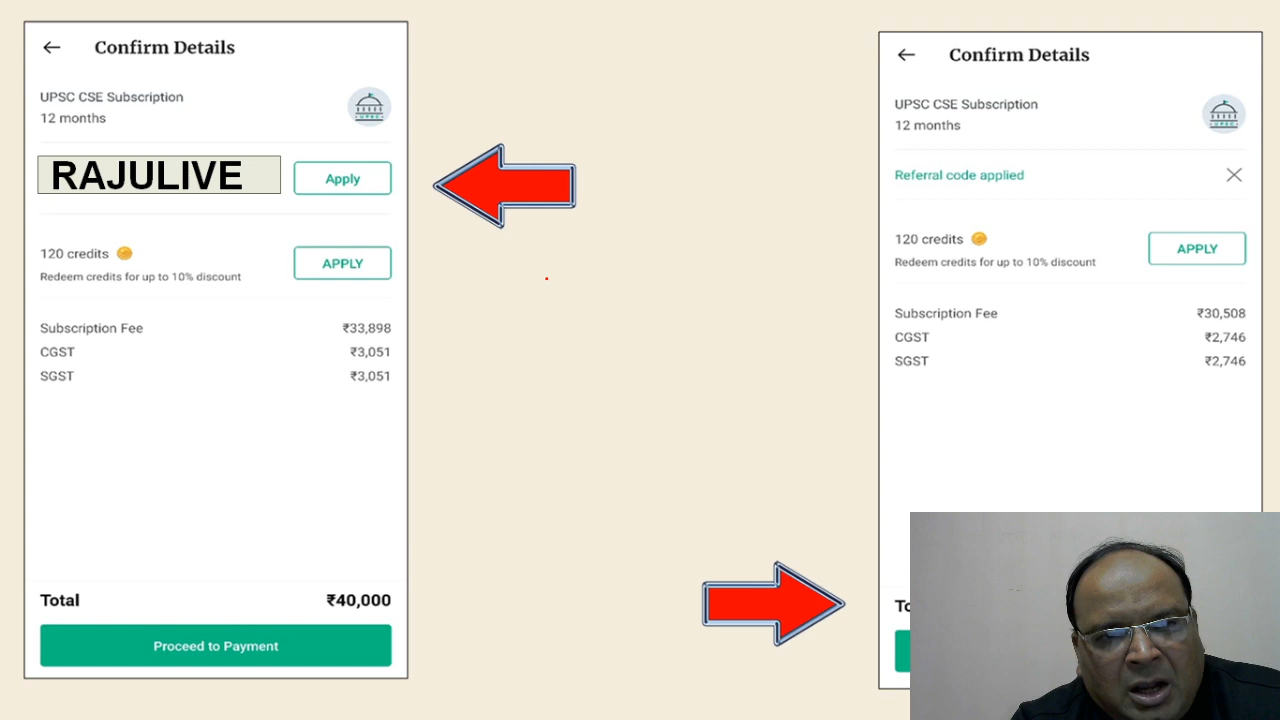 Confirm Details
UPSC CSE Subscription
12 months
UPSC
RAJULIVE
Apply
120 credits
APPLY
Redeem credits for up to 10% discount
Subscription Fee ₹33,898
CGST ₹3,051
SGST ₹3,051
Total ₹40,000
Proceed to Payment
Confirm Details
UPSC CSE Subscription
12 months
UPSC
Referral code applied
120 credits
APPLY
Redeem credits for up to 10% discount
Subscription Fee ₹30,508
CGST ₹2,746
SGST ₹2,746